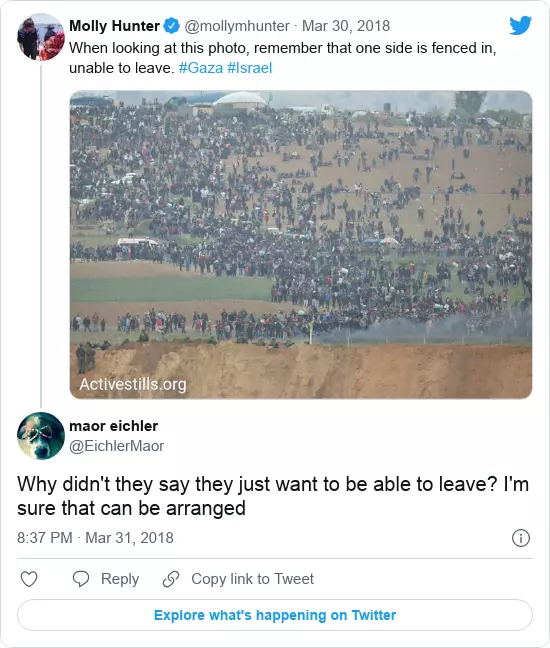 Molly Hunter @mollymhunter · Mar 30, 2018
When looking at this photo, remember that one side is fenced in,
unable to leave. #Gaza #Israel
Activestills.org
maor eichler
@EichlerMaor
Why didn't they say they just want to be able to leave? I'm
sure that can be arranged
8:37 PM · Mar 31, 2018
Reply Copy link to Tweet
Explore what's happening on Twitter